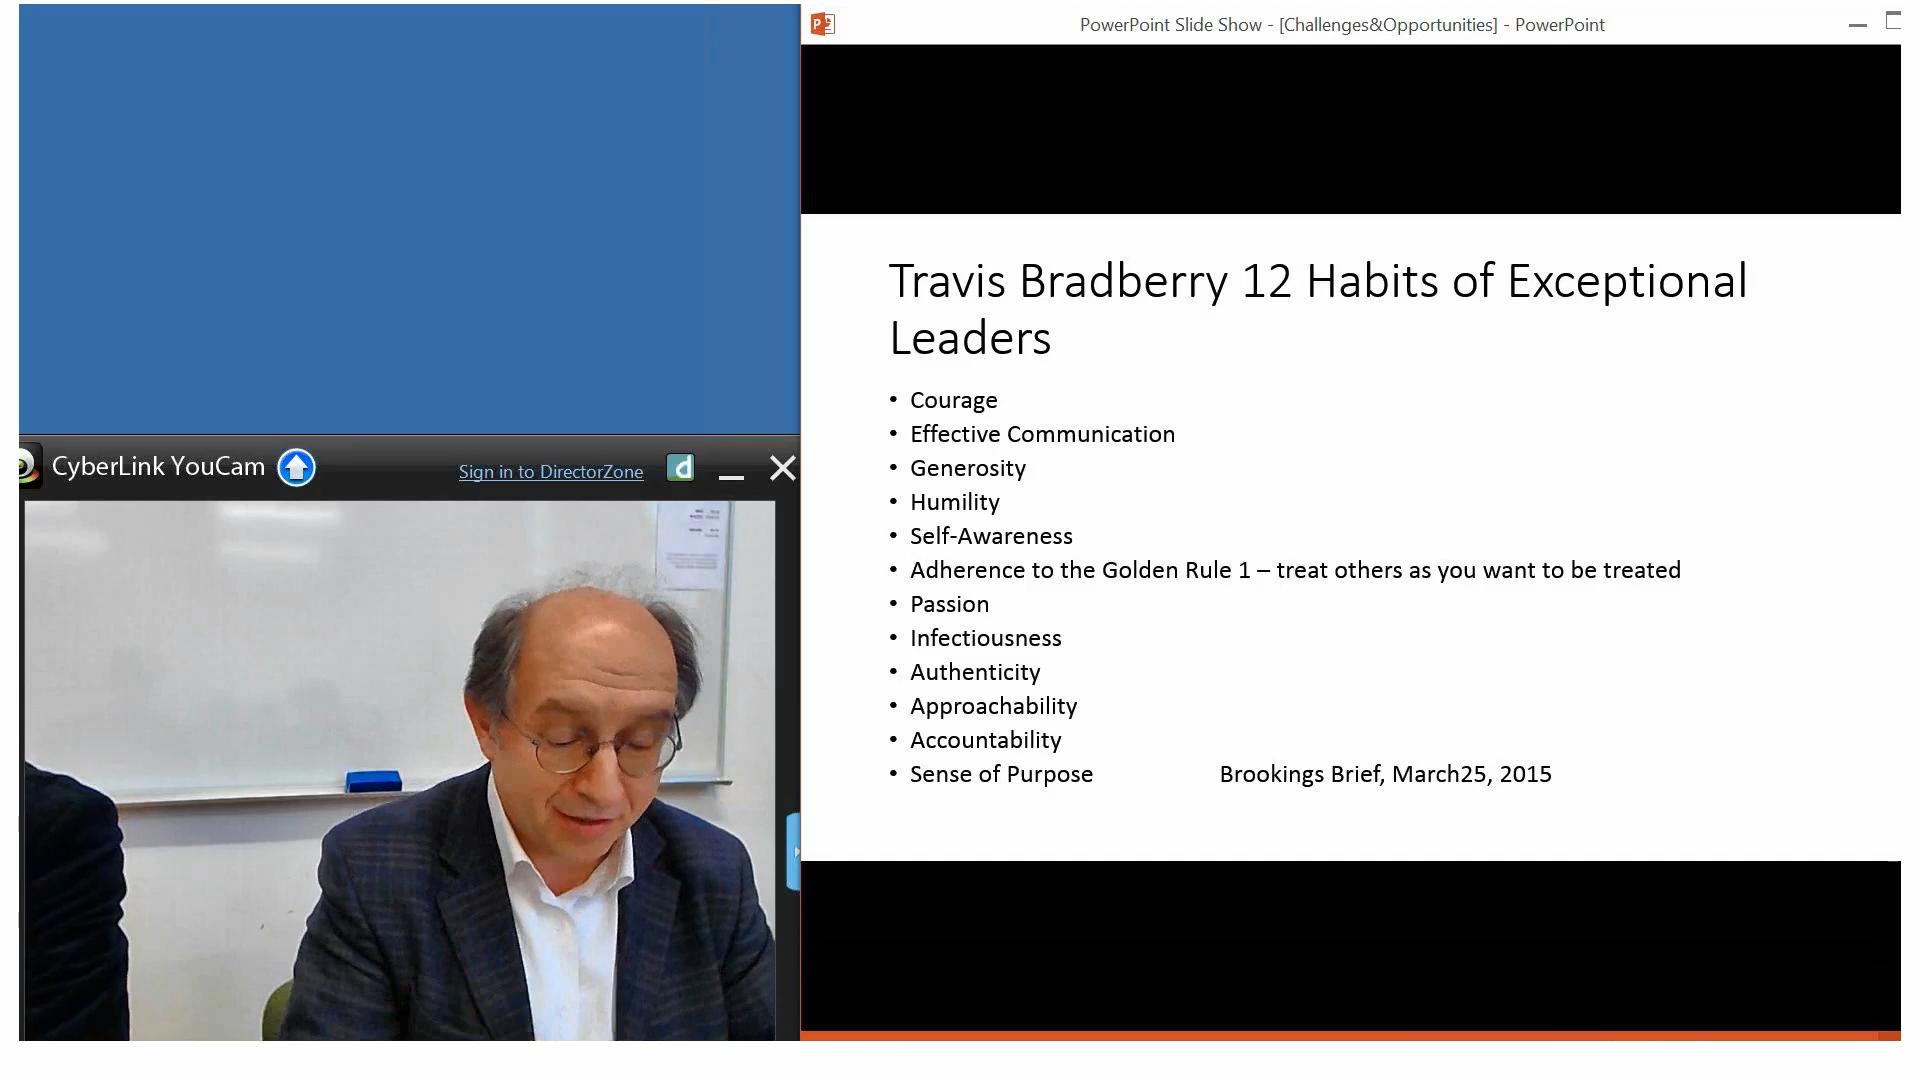 PowerPoint Slide Show - [Challenges&Opportunities] - PowerPoint
Travis Bradberry 12 Habits of Exceptional
Leaders
• Courage
• Effective Communication
• Generosity
• Humility
• Self-Awareness
• Adherence to the Golden Rule 1 – treat others as you want to be treated
• Passion
• Infectiousness
• Authenticity
• Approachability
• Accountability
• Sense of Purpose Brookings Brief, March25, 2015
CyberLink YouCam
Sign in to DirectorZone